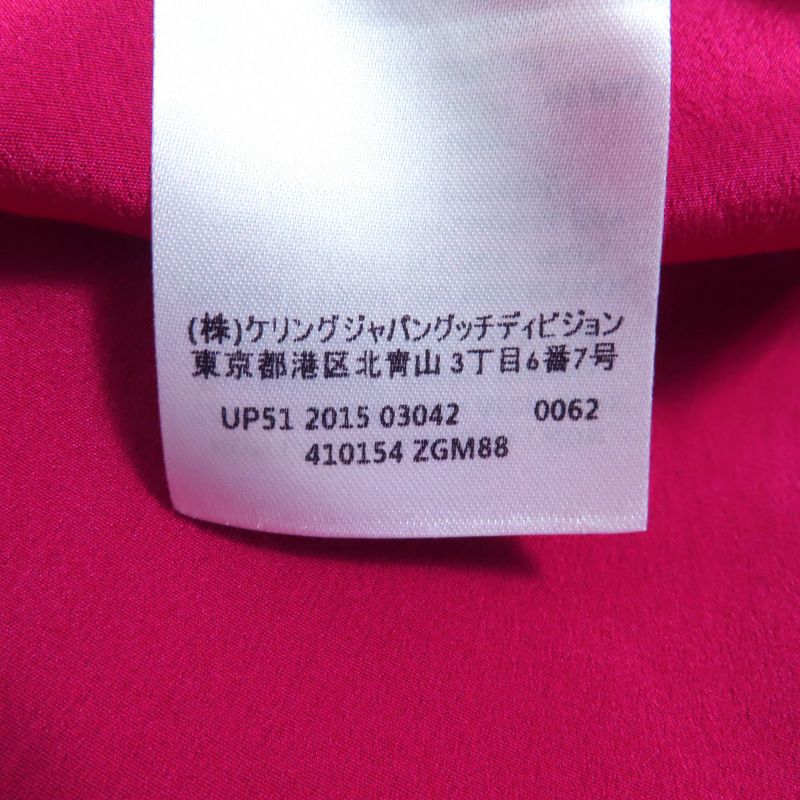 (株)ケリングジャパングッチディビジョン
東京都港区北青山3丁目6番7号
UP51 2015 03042 0062
410154 ZGM88